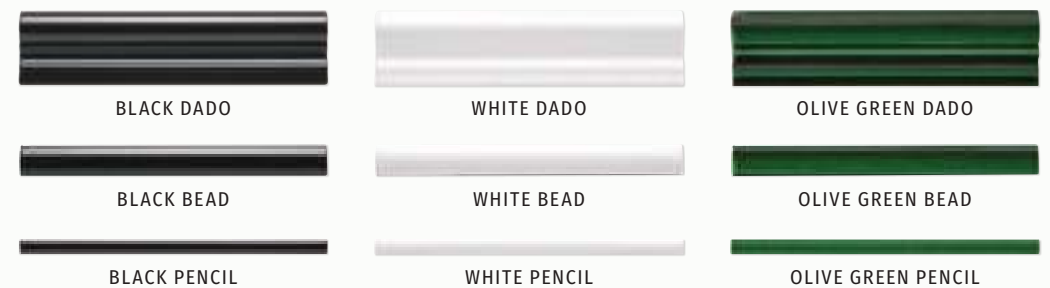 BLACK DADO
WHITE DADO
OLIVE GREEN DADO
BLACK BEAD
WHITE BEAD
OLIVE GREEN BEAD
BLACK PENCIL
WHITE PENCIL
OLIVE GREEN PENCIL